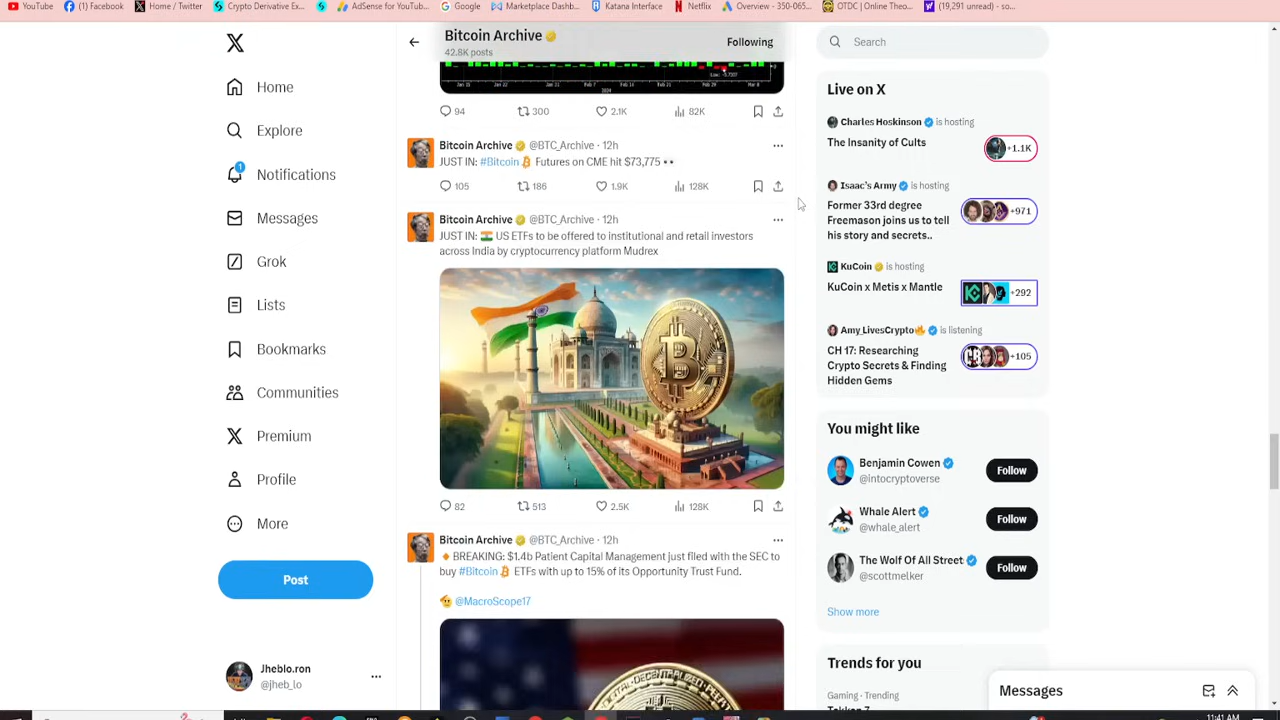 YouTube
(1) Facebook
Home / Twitter
Crypto Derivative Ex...
AdSense for YouTub...
Google
Marketplace Dashb...
Katana Interface
Netflix
Overview - 350-065...
OTDC | Online Theo...
(19,291 unread) - so...
Bitcoin Archive
42.8K posts
Following
Search
Home
Explore
1
Notifications
Messages
Grok
Lists
Bookmarks
Communities
Premium
Profile
More
Post
Jheblo.ron
@jheb_lo
94 300 2.1K 82K
Bitcoin Archive @BTC_Archive · 12h
JUST IN: #Bitcoin Futures on CME hit $73,775
105 186 1.9K 128K
Bitcoin Archive @BTC_Archive · 12h
JUST IN: US ETFs to be offered to institutional and retail investors
across India by cryptocurrency platform Mudrex
82 513 2.5K 128K
Bitcoin Archive @BTC_Archive · 12h
BREAKING: $1.4b Patient Capital Management just filed with the SEC to
buy #Bitcoin ETFs with up to 15% of its Opportunity Trust Fund.
@MacroScope17
Live on X
Charles Hoskinson is hosting
The Insanity of Cults
+1.1K
Isaac's Army is hosting
Former 33rd degree
Freemason joins us to tell
his story and secrets..
+971
KuCoin is hosting
KuCoin x Metis x Mantle
+292
Amy_LivesCrypto is listening
CH 17: Researching
Crypto Secrets & Finding
Hidden Gems
+105
You might like
Benjamin Cowen
@intocryptoverse
Follow
Whale Alert
@whale_alert
Follow
The Wolf Of All Street
@scottmelker
Follow
Show more
Trends for you
Gaming · Trending
Messages
11:41 AM